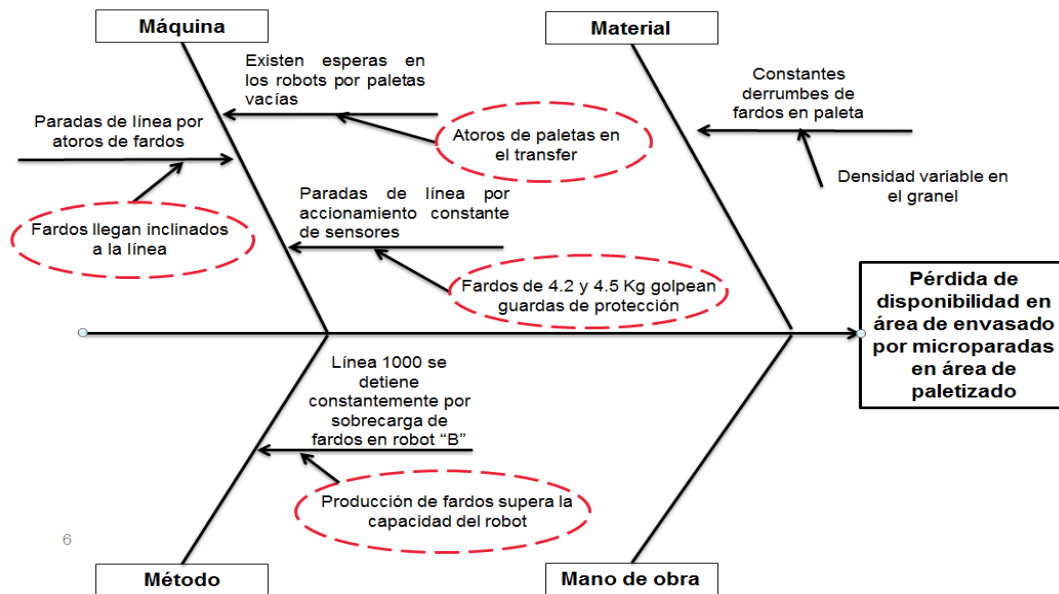 Máquina
Material
Existen esperas en
los robots por paletas
vacías
Constantes
derrumbes de
fardos en paleta
Paradas de línea por
atoros de fardos
Atoros de paletas en
el transfer
Densidad variable en
el granel
Paradas de línea por
accionamiento constante
de sensores
Fardos llegan inclinados
a la línea
Fardos de 4.2 y 4.5 Kg golpean
guardas de protección
Pérdida de
disponibilidad en
área de envasado
por microparadas
en área de
paletizado
Línea 1000 se
detiene
constantemente por
sobrecarga de
fardos en robot “B”
Producción de fardos supera la
capacidad del robot
6
Método
Mano de obra